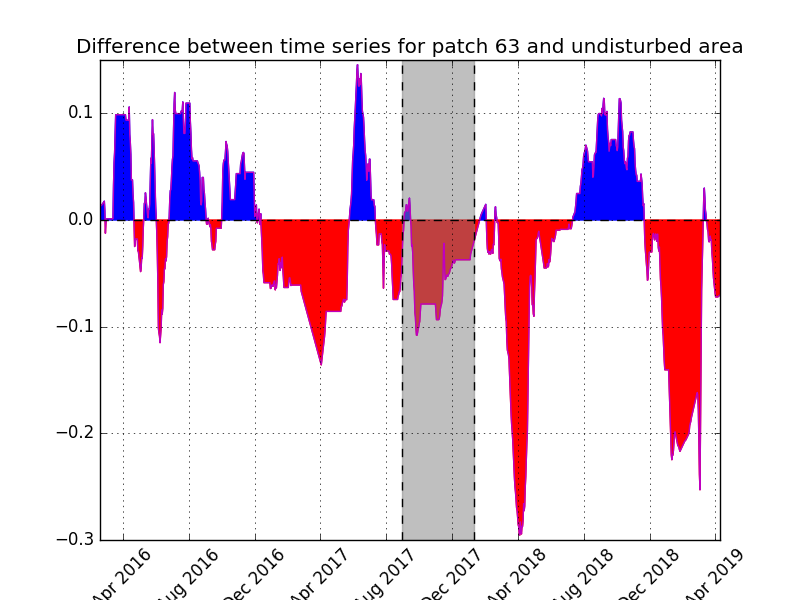 Difference between time series for patch 63 and undisturbed area
0.1
0.0
−0.1
−0.2
−0.3
Apr 2016
Aug 2016
Dec 2016
Apr 2017
Aug 2017
Dec 2017
Apr 2018
Aug 2018
Dec 2018
Apr 2019